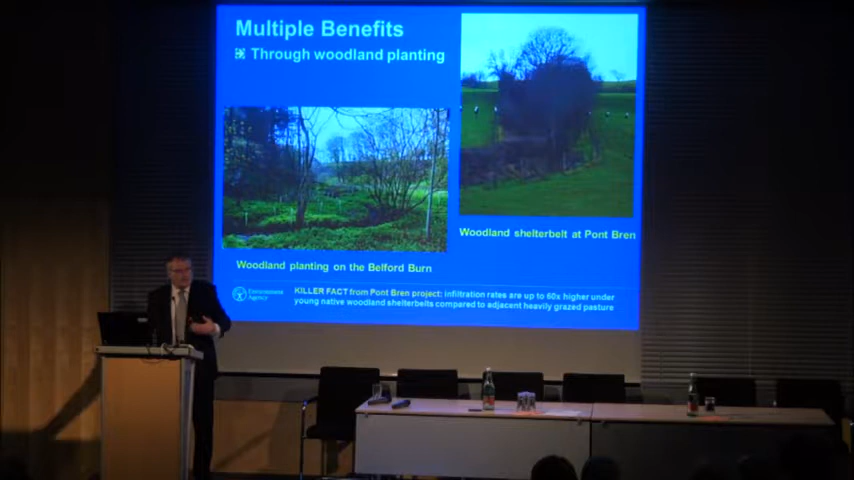 Multiple Benefits
Through woodland planting
Woodland shelterbelt at Pont Bren
Woodland planting on the Belford Burn
Environment
Agency
KILLER FACT from Pont Bren project: infiltration rates are up to 60x higher under
young native woodland shelterbelts compared to adjacent heavily grazed pasture